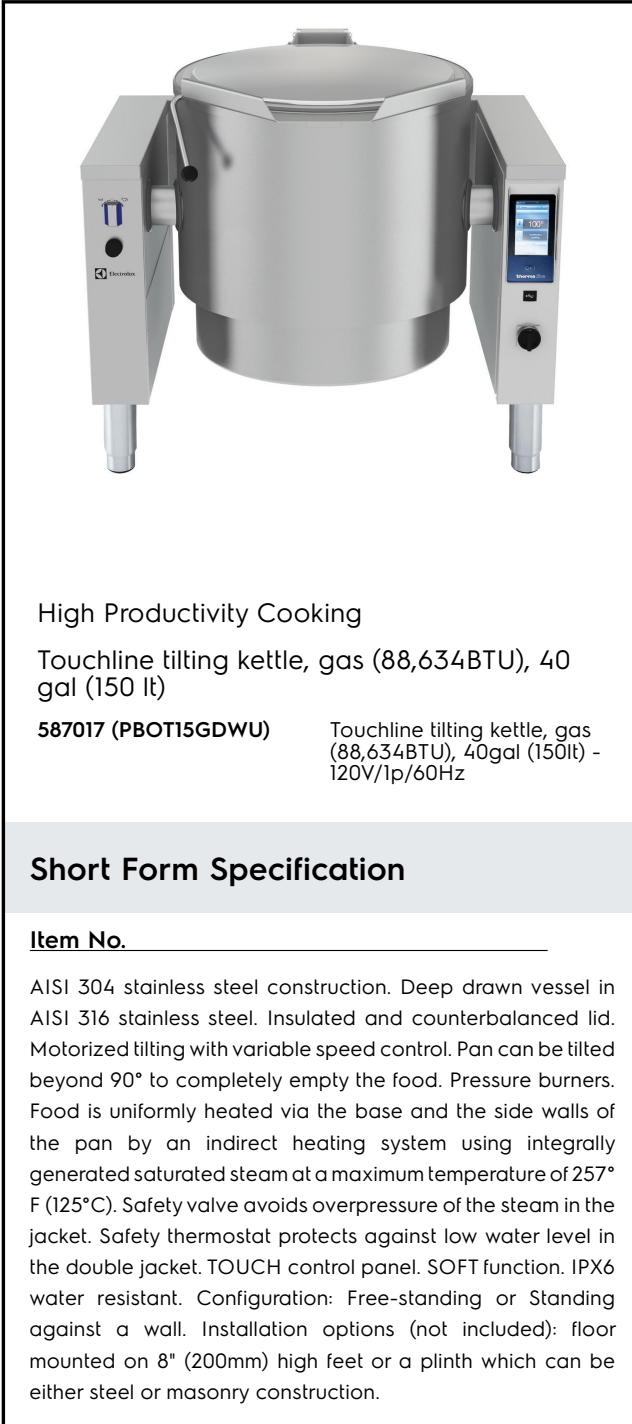 Electrolux
100°
thermaline
High Productivity Cooking
Touchline tilting kettle, gas (88,634BTU), 40
gal (150 lt)
587017 (PBOT15GDWU)
Touchline tilting kettle, gas
(88,634BTU), 40gal (150lt) -
120V/1p/60Hz
Short Form Specification
Item No.
AISI 304 stainless steel construction. Deep drawn vessel in
AISI 316 stainless steel. Insulated and counterbalanced lid.
Motorized tilting with variable speed control. Pan can be tilted
beyond 90° to completely empty the food. Pressure burners.
Food is uniformly heated via the base and the side walls of
the pan by an indirect heating system using integrally
generated saturated steam at a maximum temperature of 257°
F (125°C). Safety valve avoids overpressure of the steam in the
jacket. Safety thermostat protects against low water level in
the double jacket. TOUCH control panel. SOFT function. IPX6
water resistant. Configuration: Free-standing or Standing
against a wall. Installation options (not included): floor
mounted on 8" (200mm) high feet or a plinth which can be
either steel or masonry construction.